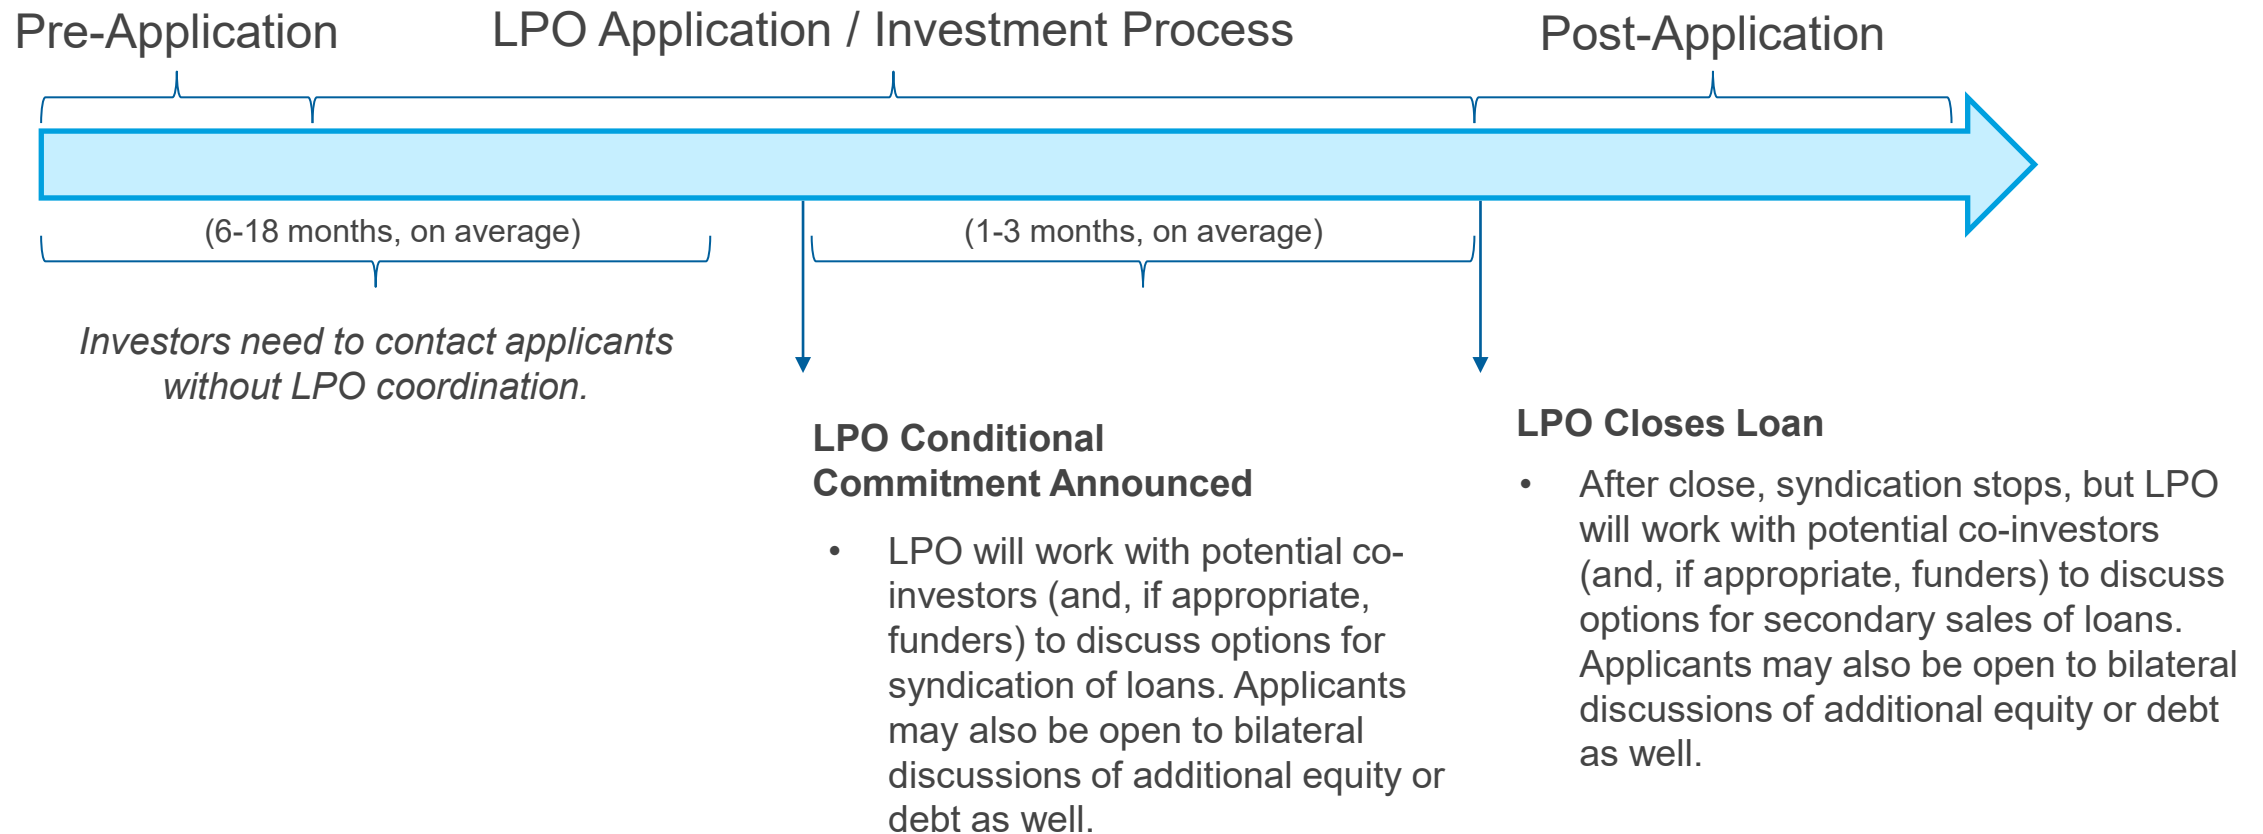 Pre-Application
LPO Application / Investment Process
Post-Application
(6-18 months, on average)
(1-3 months, on average)
Investors need to contact applicants
without LPO coordination.
LPO Conditional
Commitment Announced
• LPO will work with potential co-
investors (and, if appropriate,
funders) to discuss options for
syndication of loans. Applicants
may also be open to bilateral
discussions of additional equity or
debt as well.
LPO Closes Loan
• After close, syndication stops, but LPO
will work with potential co-investors
(and, if appropriate, funders) to discuss
options for secondary sales of loans.
Applicants may also be open to bilateral
discussions of additional equity or debt
as well.